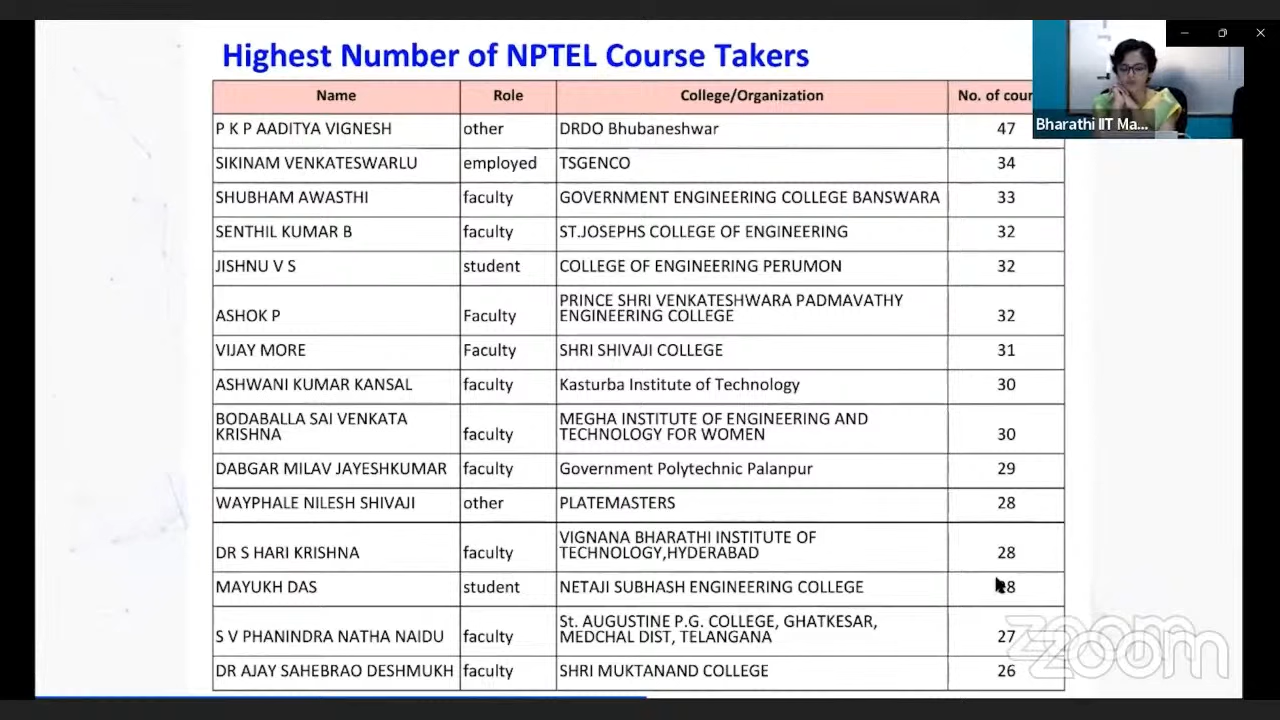 Highest Number of NPTEL Course Takers
Name Role College/Organization No. of cour
Bharathi IIT Ma...
P K P AADITYA VIGNESH other DRDO Bhubaneshwar 47
SIKINAM VENKATESWARLU employed TSGENCO 34
SHUBHAM AWASTHI faculty GOVERNMENT ENGINEERING COLLEGE BANSWARA 33
SENTHIL KUMAR B faculty ST.JOSEPHS COLLEGE OF ENGINEERING 32
JISHNU V S student COLLEGE OF ENGINEERING PERUMON 32
PRINCE SHRI VENKATESHWARA PADMAVATHY
ASHOK P Faculty ENGINEERING COLLEGE 32
VIJAY MORE Faculty SHRI SHIVAJI COLLEGE 31
ASHWANI KUMAR KANSAL faculty Kasturba Institute of Technology 30
BODABALLA SAI VENKATA MEGHA INSTITUTE OF ENGINEERING AND
KRISHNA faculty TECHNOLOGY FOR WOMEN 30
DABGAR MILAV JAYESHKUMAR faculty Government Polytechnic Palanpur 29
WAYPHALE NILESH SHIVAJI other PLATEMASTERS 28
VIGNANA BHARATHI INSTITUTE OF
DR S HARI KRISHNA faculty TECHNOLOGY,HYDERABAD 28
MAYUKH DAS student NETAJI SUBHASH ENGINEERING COLLEGE 8
St. AUGUSTINE P.G. COLLEGE, GHATKESAR,
S V PHANINDRA NATHA NAIDU faculty MEDCHAL DIST, TELANGANA 27
DR AJAY SAHEBRAO DESHMUKH faculty SHRI MUKTANAND COLLEGE 26
zoom
zoom